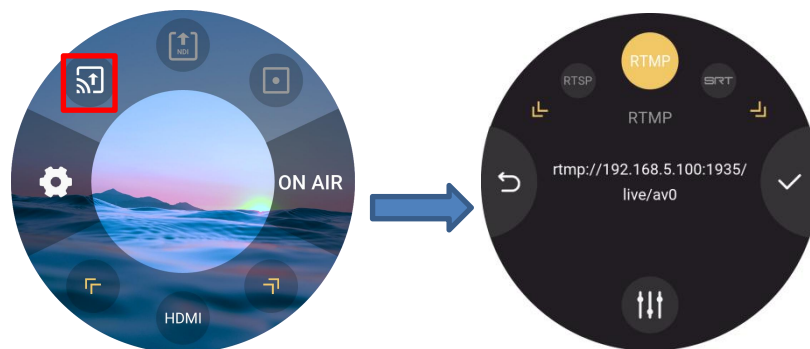 NDI
ON AIR
HDMI
RTMP
RTSP
SRT
RTMP
rtmp://192.168.5.100:1935/
live/av0